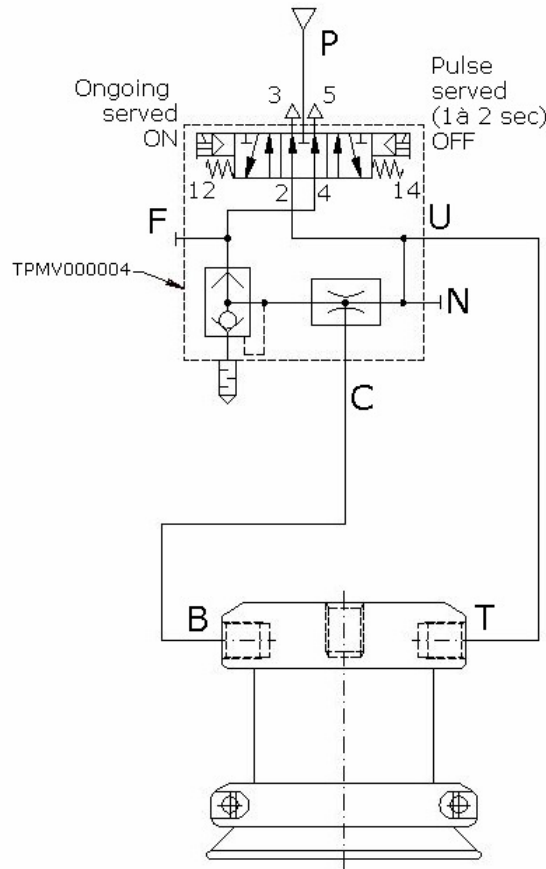 P
Ongoing
served
ON
3
5
Pulse
served
(1à 2 sec)
OFF
12
2
4
14
F
U
TPMV000004
N
C
B
T